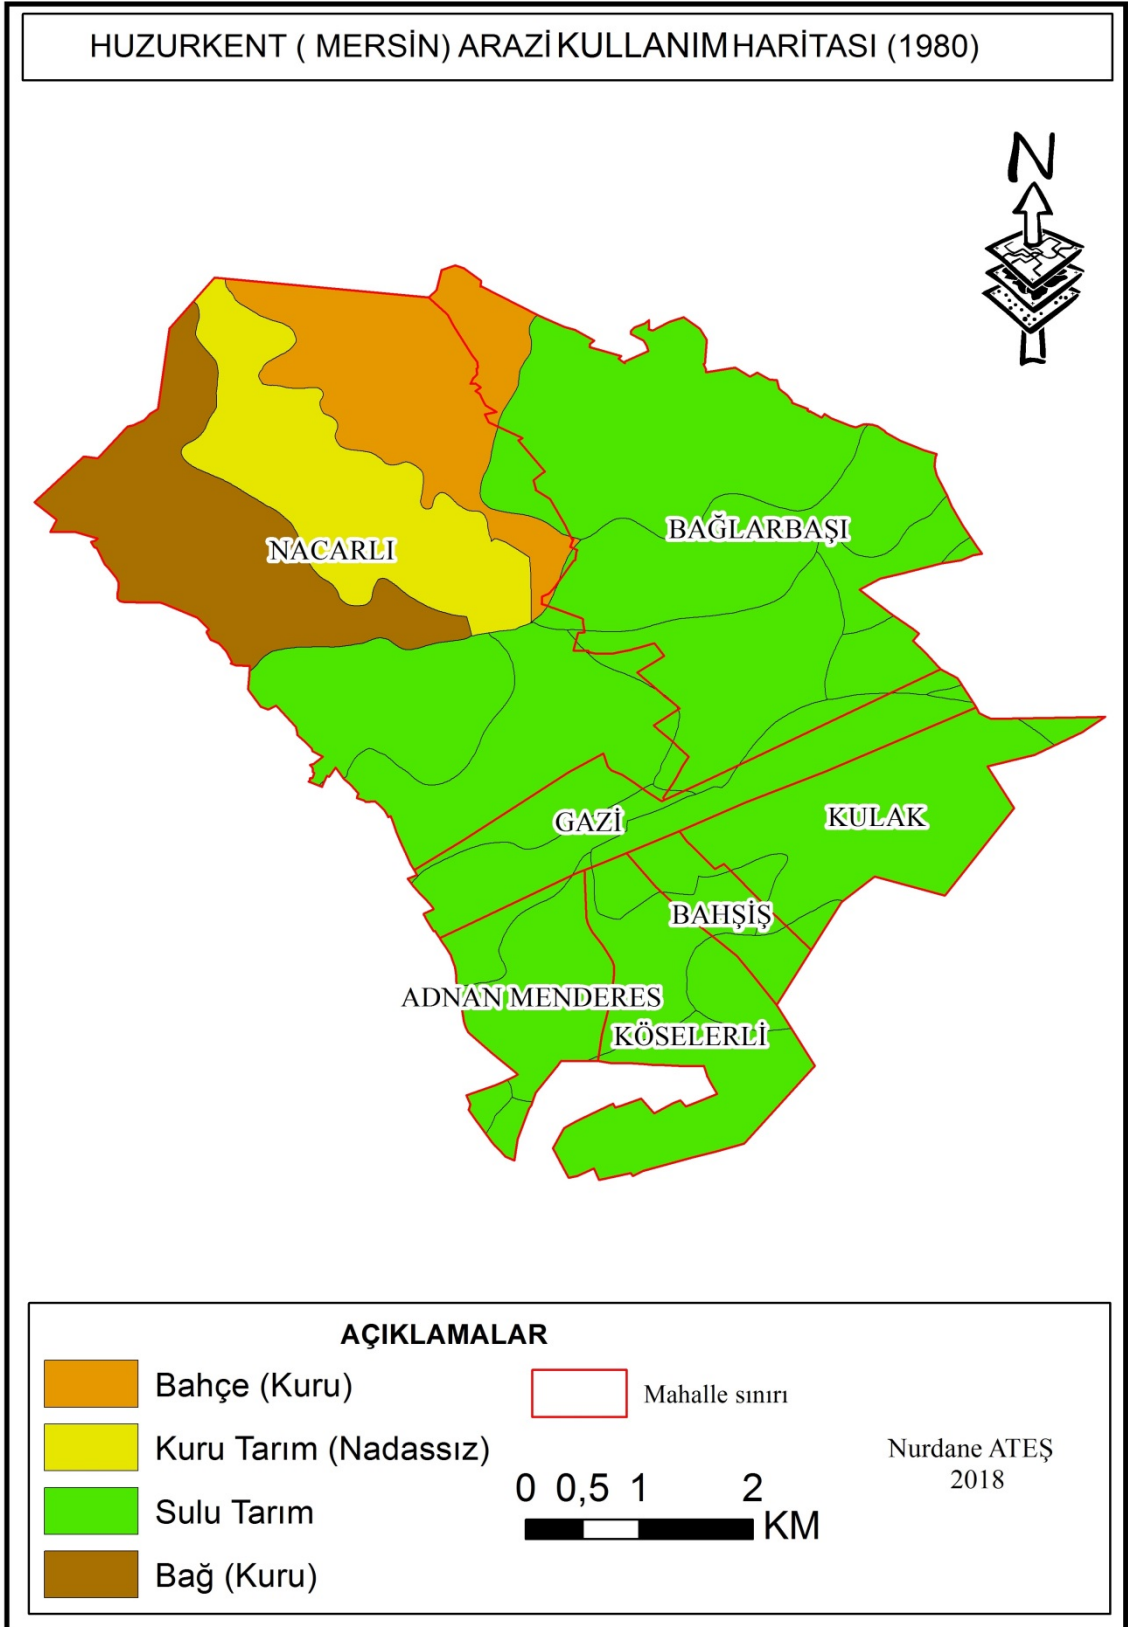 HUZURKENT ( MERSİN) ARAZİ KULLANIM HARİTASI (1980)
N
BAĞLARBAŞI
NACARLI
GAZİ
KULAK
BAHŞİŞ
ADNAN MENDERES
KÖSELERLİ
AÇIKLAMALAR
Bahçe (Kuru)
Kuru Tarım (Nadassız)
Sulu Tarım
Bağ (Kuru)
Mahalle sınırı
0 0,5 1 2
KM
Nurdane ATEŞ
2018